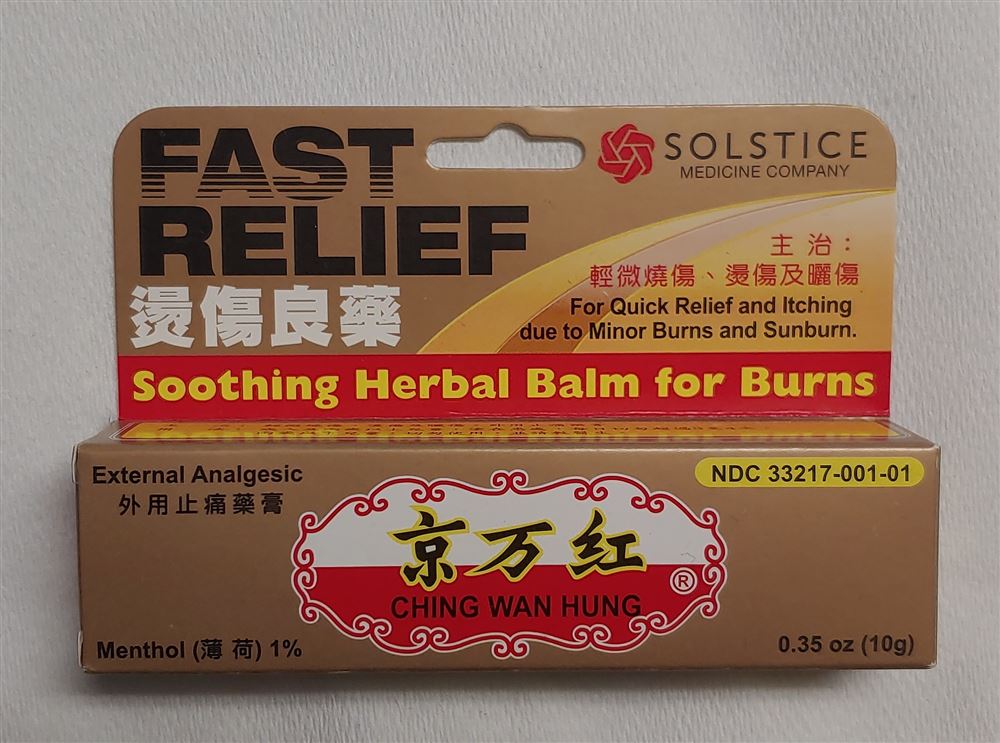 FAST
RELIEF
燙傷良藥
SOLSTICE
MEDICINE COMPANY
主治：
輕微燒傷、燙傷及曬傷
For Quick Relief and Itching
due to Minor Burns and Sunburn.
Soothing Herbal Balm for Burns
External Analgesic
外用止痛藥膏
NDC 33217-001-01
京万红
CHING WAN HUNG
®
Menthol (薄荷) 1%
0.35 oz (10g)